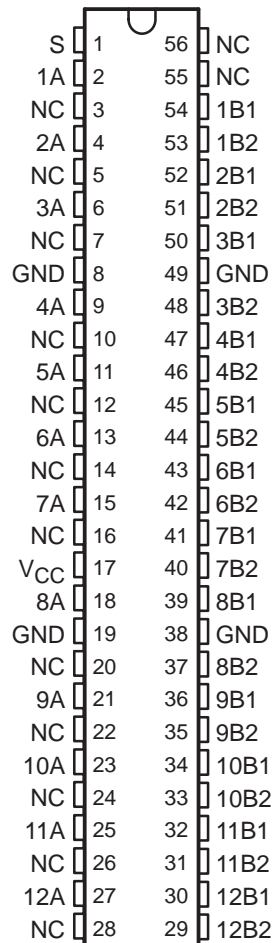 S 1 56 NC
1A 2 55 NC
NC 3 54 1B1
2A 4 53 1B2
NC 5 52 2B1
3A 6 51 2B2
NC 7 50 3B1
GND 8 49 GND
4A 9 48 3B2
NC 10 47 4B1
5A 11 46 4B2
NC 12 45 5B1
6A 13 44 5B2
NC 14 43 6B1
7A 15 42 6B2
NC 16 41 7B1
VCC 17 40 7B2
8A 18 39 8B1
GND 19 38 GND
NC 20 37 8B2
9A 21 36 9B1
NC 22 35 9B2
10A 23 34 10B1
NC 24 33 10B2
11A 25 32 11B1
NC 26 31 11B2
12A 27 30 12B1
NC 28 29 12B2